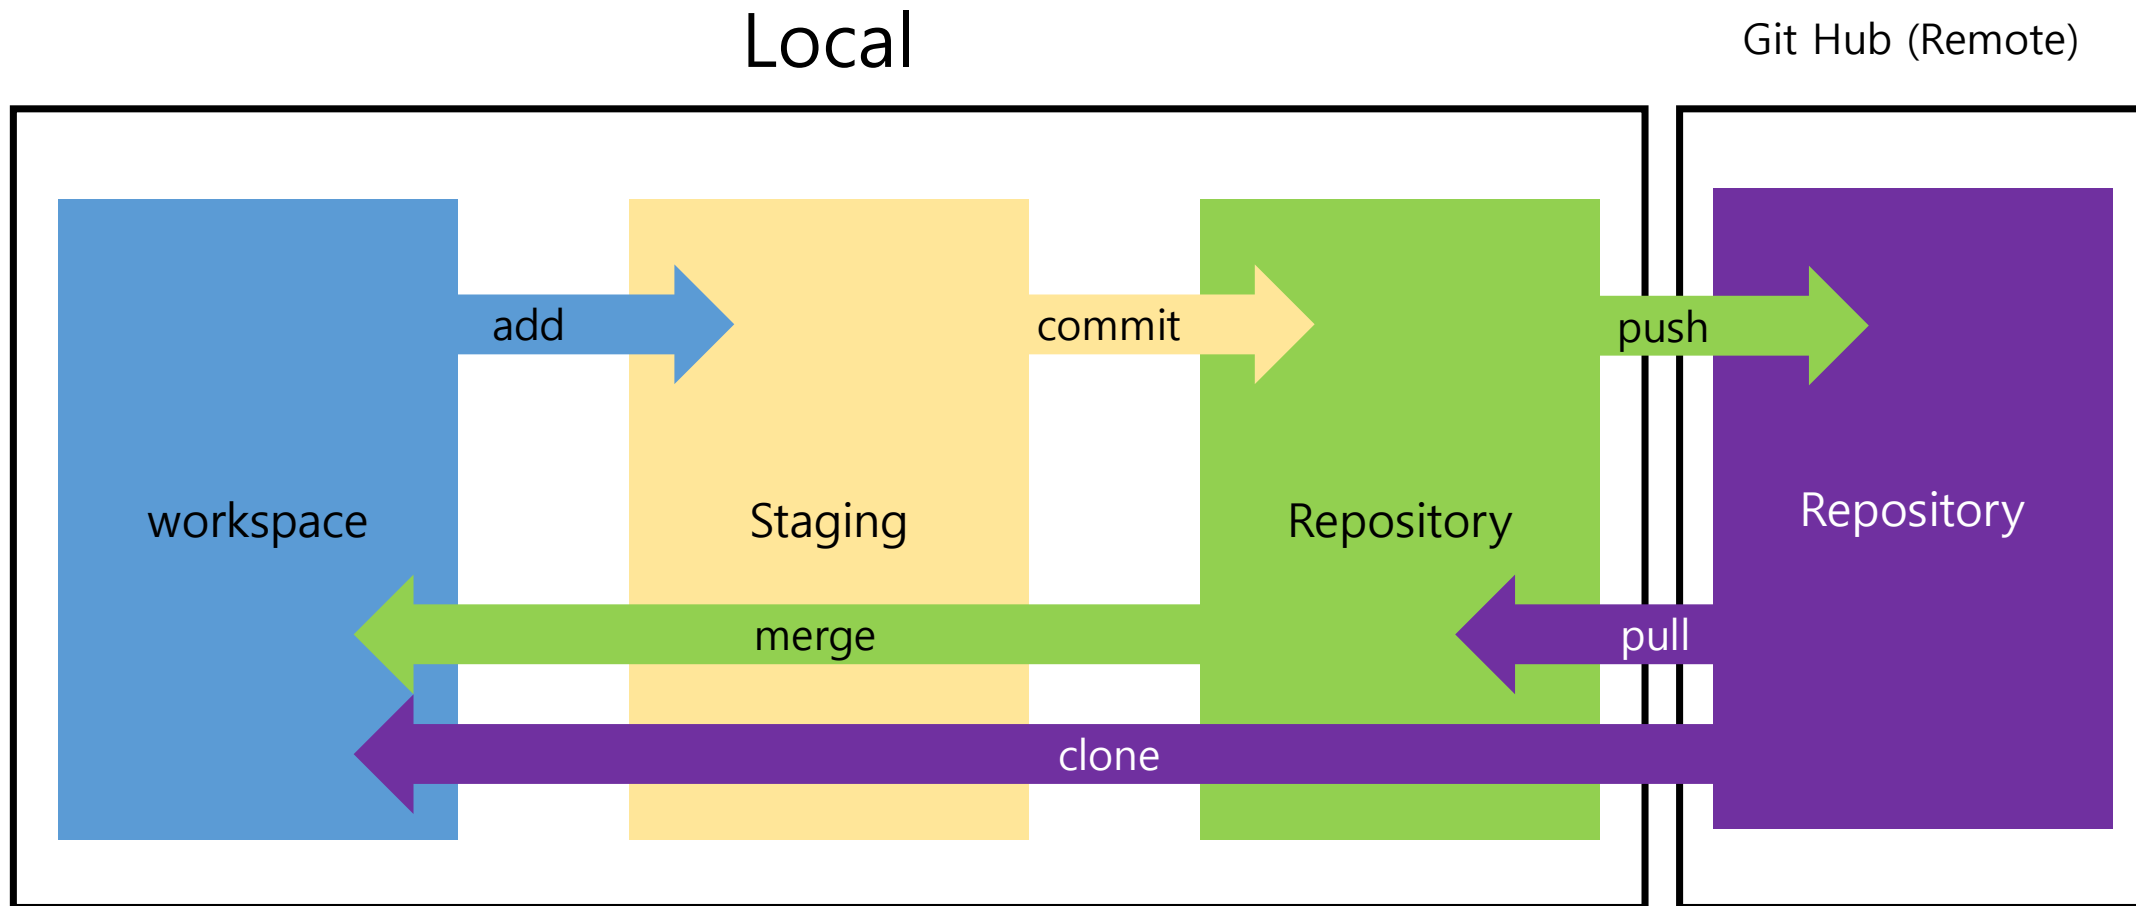 Local
Git Hub (Remote)
add
commit
push
workspace
Staging
Repository
Repository
merge
pull
clone